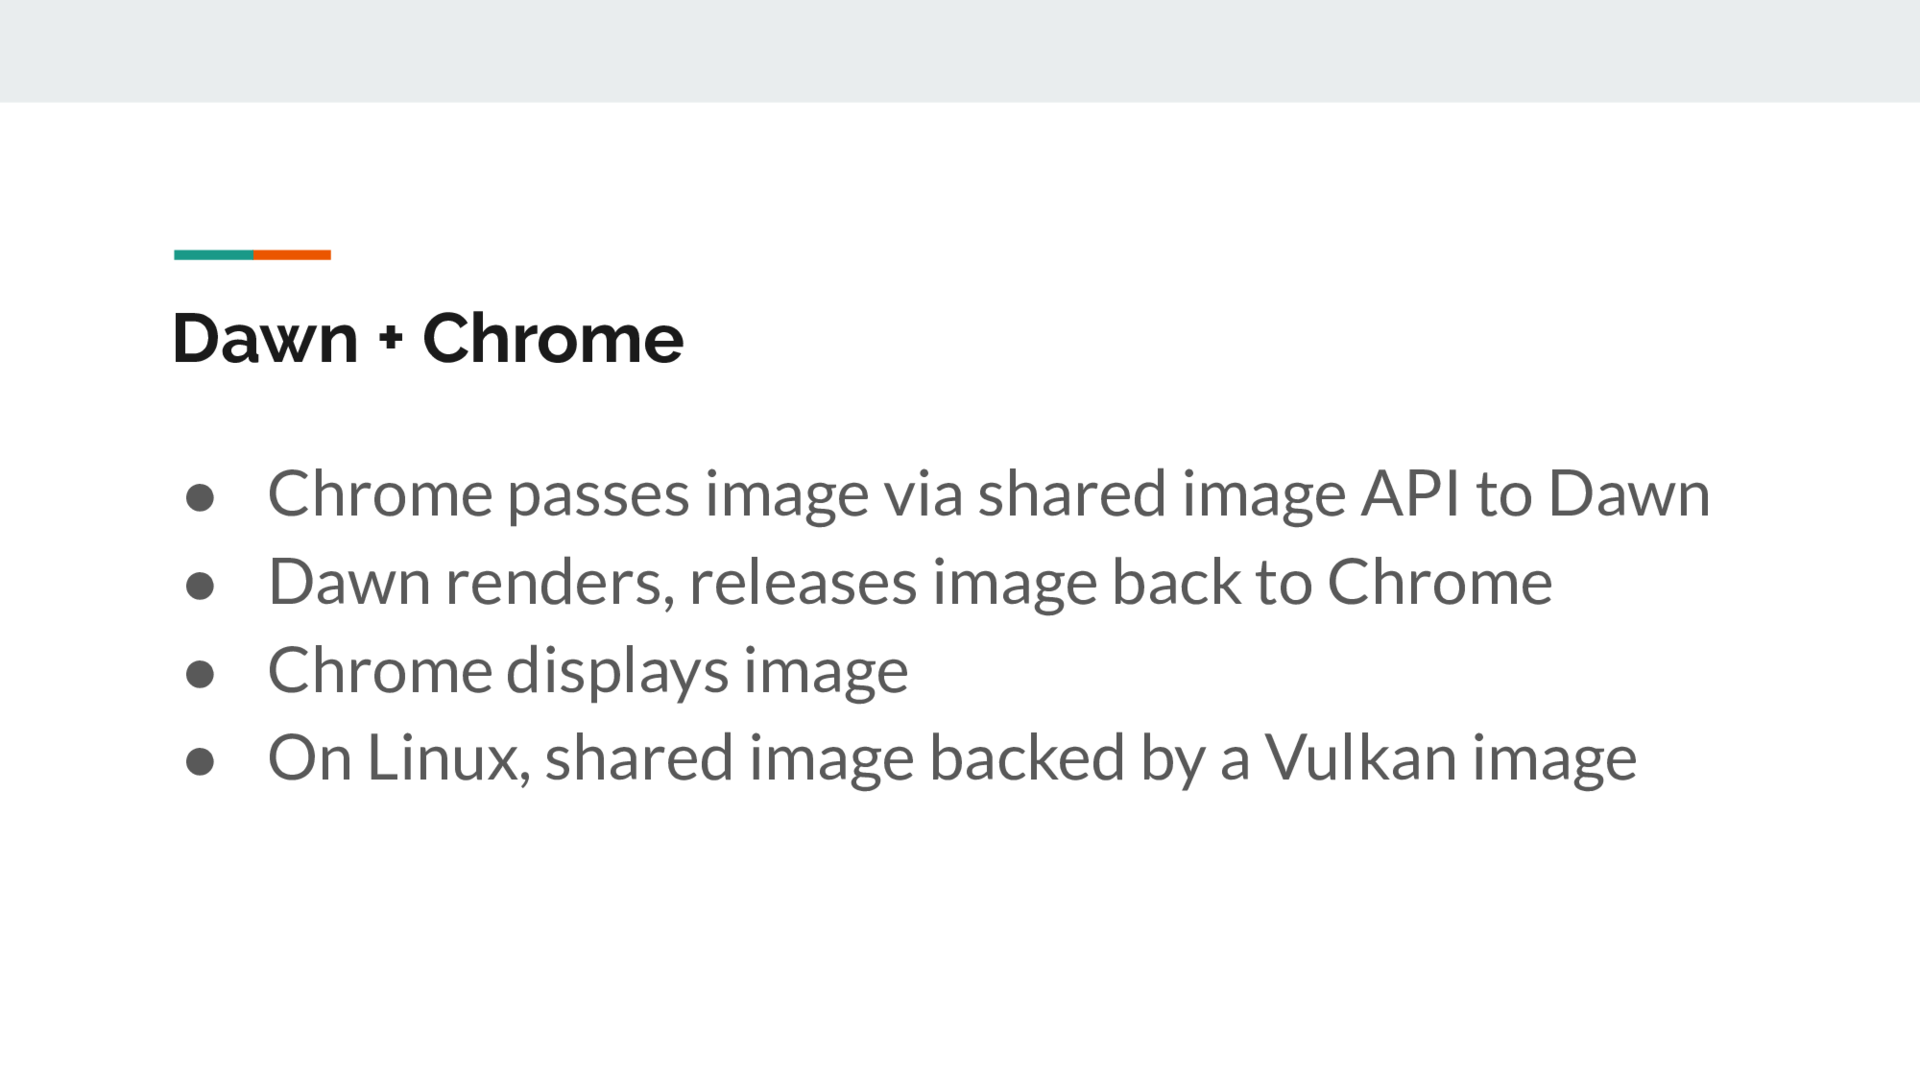 Dawn + Chrome
● Chrome passes image via shared image API to Dawn
● Dawn renders, releases image back to Chrome
● Chrome displays image
● On Linux, shared image backed by a Vulkan image